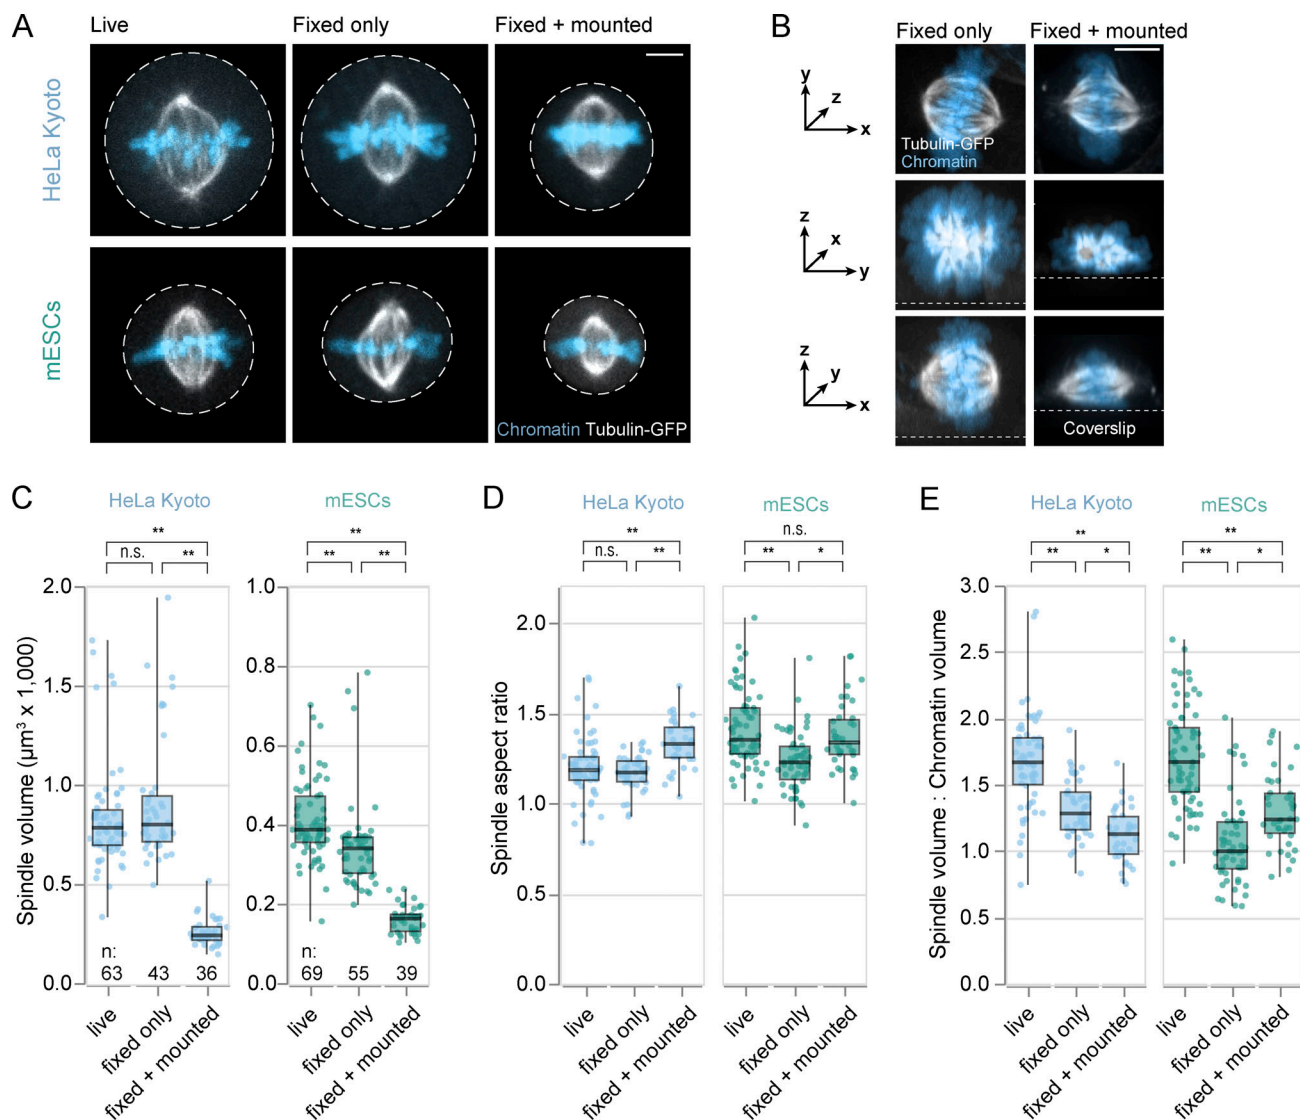 A
Live
Fixed only
Fixed + mounted
HeLa Kyoto
mESCs
Chromatin Tubulin-GFP
B
Fixed only
Fixed + mounted
y
z
x
Tubulin-GFP
Chromatin
z
x
y
z
y
x
Coverslip
C
HeLa Kyoto
mESCs
**
n.s.
**
**
**
**
Spindle volume (µm³ x 1,000)
2.0
1.5
1.0
0.5
0.0
1.0
0.8
0.6
0.4
0.2
0.0
n:
63
43
36
n:
69
55
39
live
fixed only
fixed + mounted
live
fixed only
fixed + mounted
D
HeLa Kyoto
mESCs
**
n.s.
**
n.s.
**
*
Spindle aspect ratio
2.0
1.5
1.0
0.5
0.0
live
fixed only
fixed + mounted
live
fixed only
fixed + mounted
E
HeLa Kyoto
mESCs
**
**
*
**
**
*
Spindle volume : Chromatin volume
3.0
2.5
2.0
1.5
1.0
0.5
0.0
live
fixed only
fixed + mounted
live
fixed only
fixed + mounted